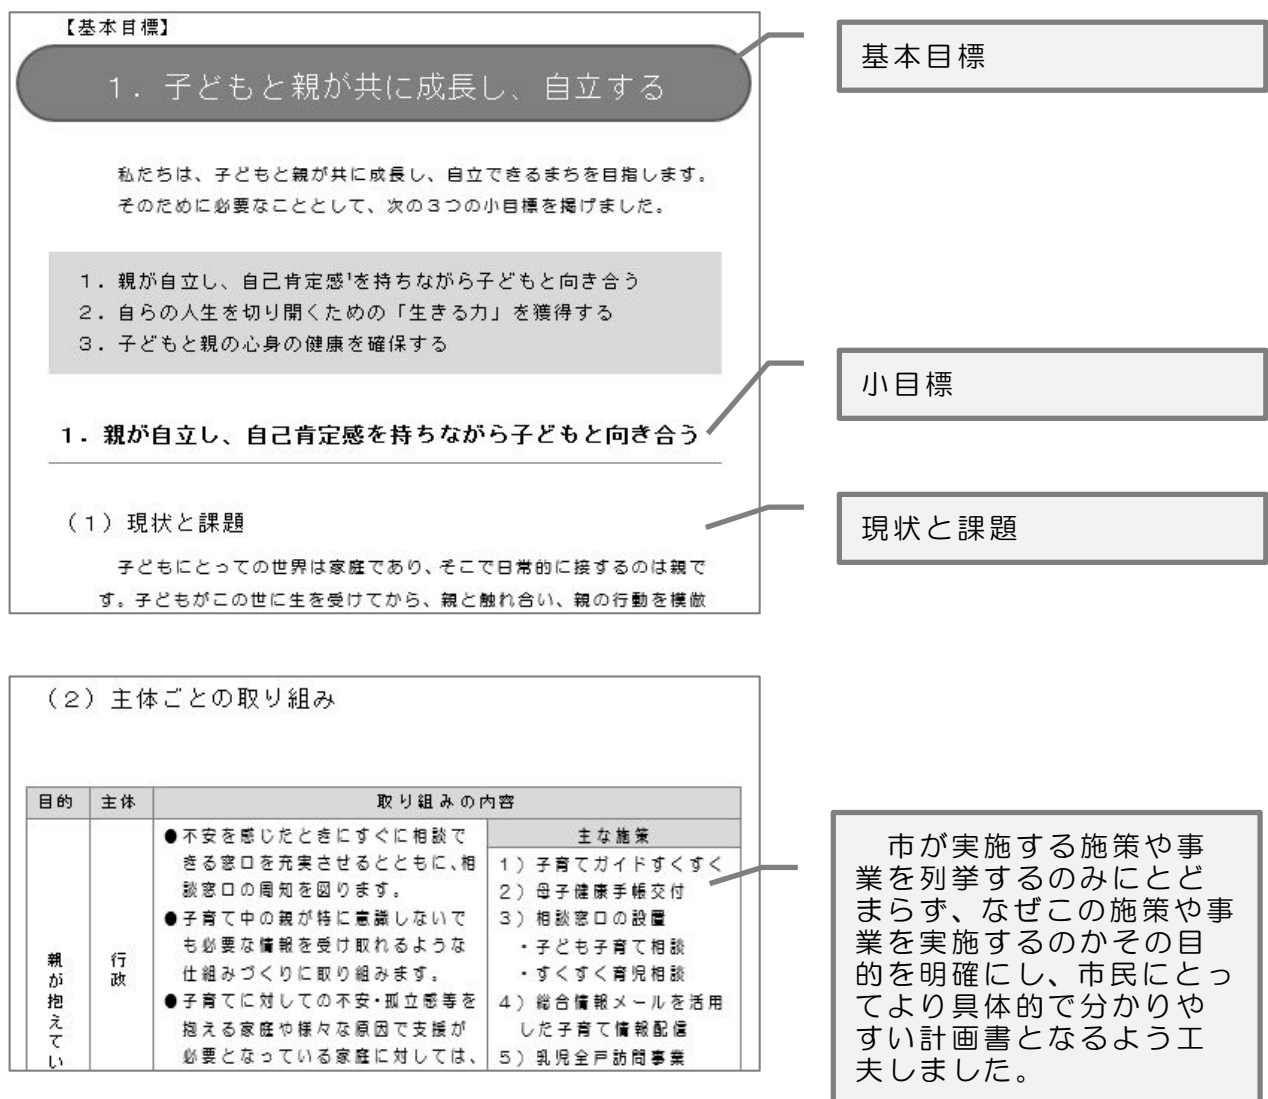 【基本目標】
1．子どもと親が共に成長し、自立する
私たちは、子どもと親が共に成長し、自立できるまちを目指します。
そのために必要なこととして、次の3つの小目標を掲げました。
1．親が自立し、自己肯定感¹を持ちながら子どもと向き合う
2．自らの人生を切り開くための「生きる力」を獲得する
3．子どもと親の心身の健康を確保する
1．親が自立し、自己肯定感を持ちながら子どもと向き合う
（1）現状と課題
子どもにとっての世界は家庭であり、そこで日常的に接するのは親で
す。子どもがこの世に生を受けてから、親と触れ合い、親の行動を模倣
基本目標
小目標
現状と課題
（2）主体ごとの取り組み
目的 主体 取り組みの内容
親が抱えてい
行政
●不安を感じたときにすぐに相談で
きる窓口を充実させるとともに、相
談窓口の周知を図ります。
●子育て中の親が特に意識しないで
も必要な情報を受け取れるような
仕組みづくりに取り組みます。
●子育てに対しての不安・孤立感等を
抱える家庭や様々な原因で支援が
必要となっている家庭に対しては、
主な施策
1）子育てガイドすくすく
2）母子健康手帳交付
3）相談窓口の設置
・子ども子育て相談
・すくすく育児相談
4）総合情報メールを活用
した子育て情報配信
5）乳児全戸訪問事業
市が実施する施策や事
業を列挙するのみにとど
まらず、なぜこの施策や事
業を実施するのかその目
的を明確にし、市民にとっ
てより具体的で分かりや
すい計画書となるよう工
夫しました。